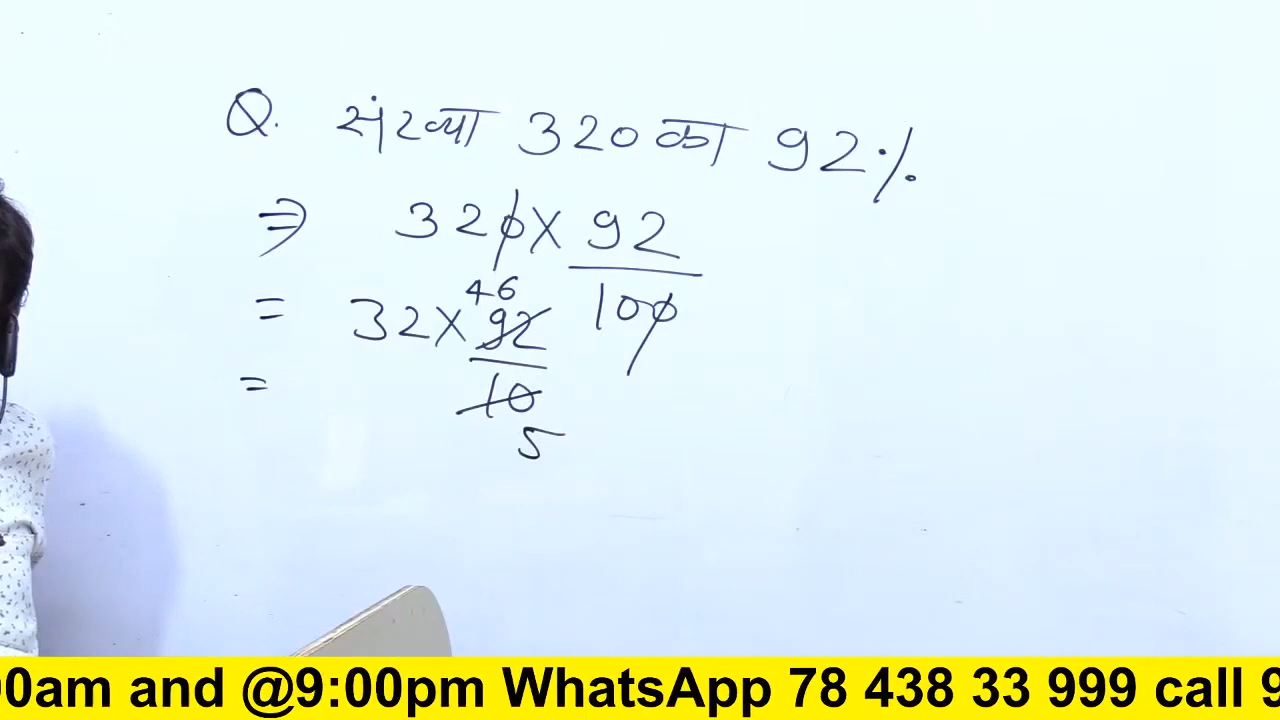 Q. संख्या 320 का 92%
⇒ 320 × 92
100
46
= 32 × 92
10
5
=
00am and @9:00pm WhatsApp 78 438 33 999 call 9